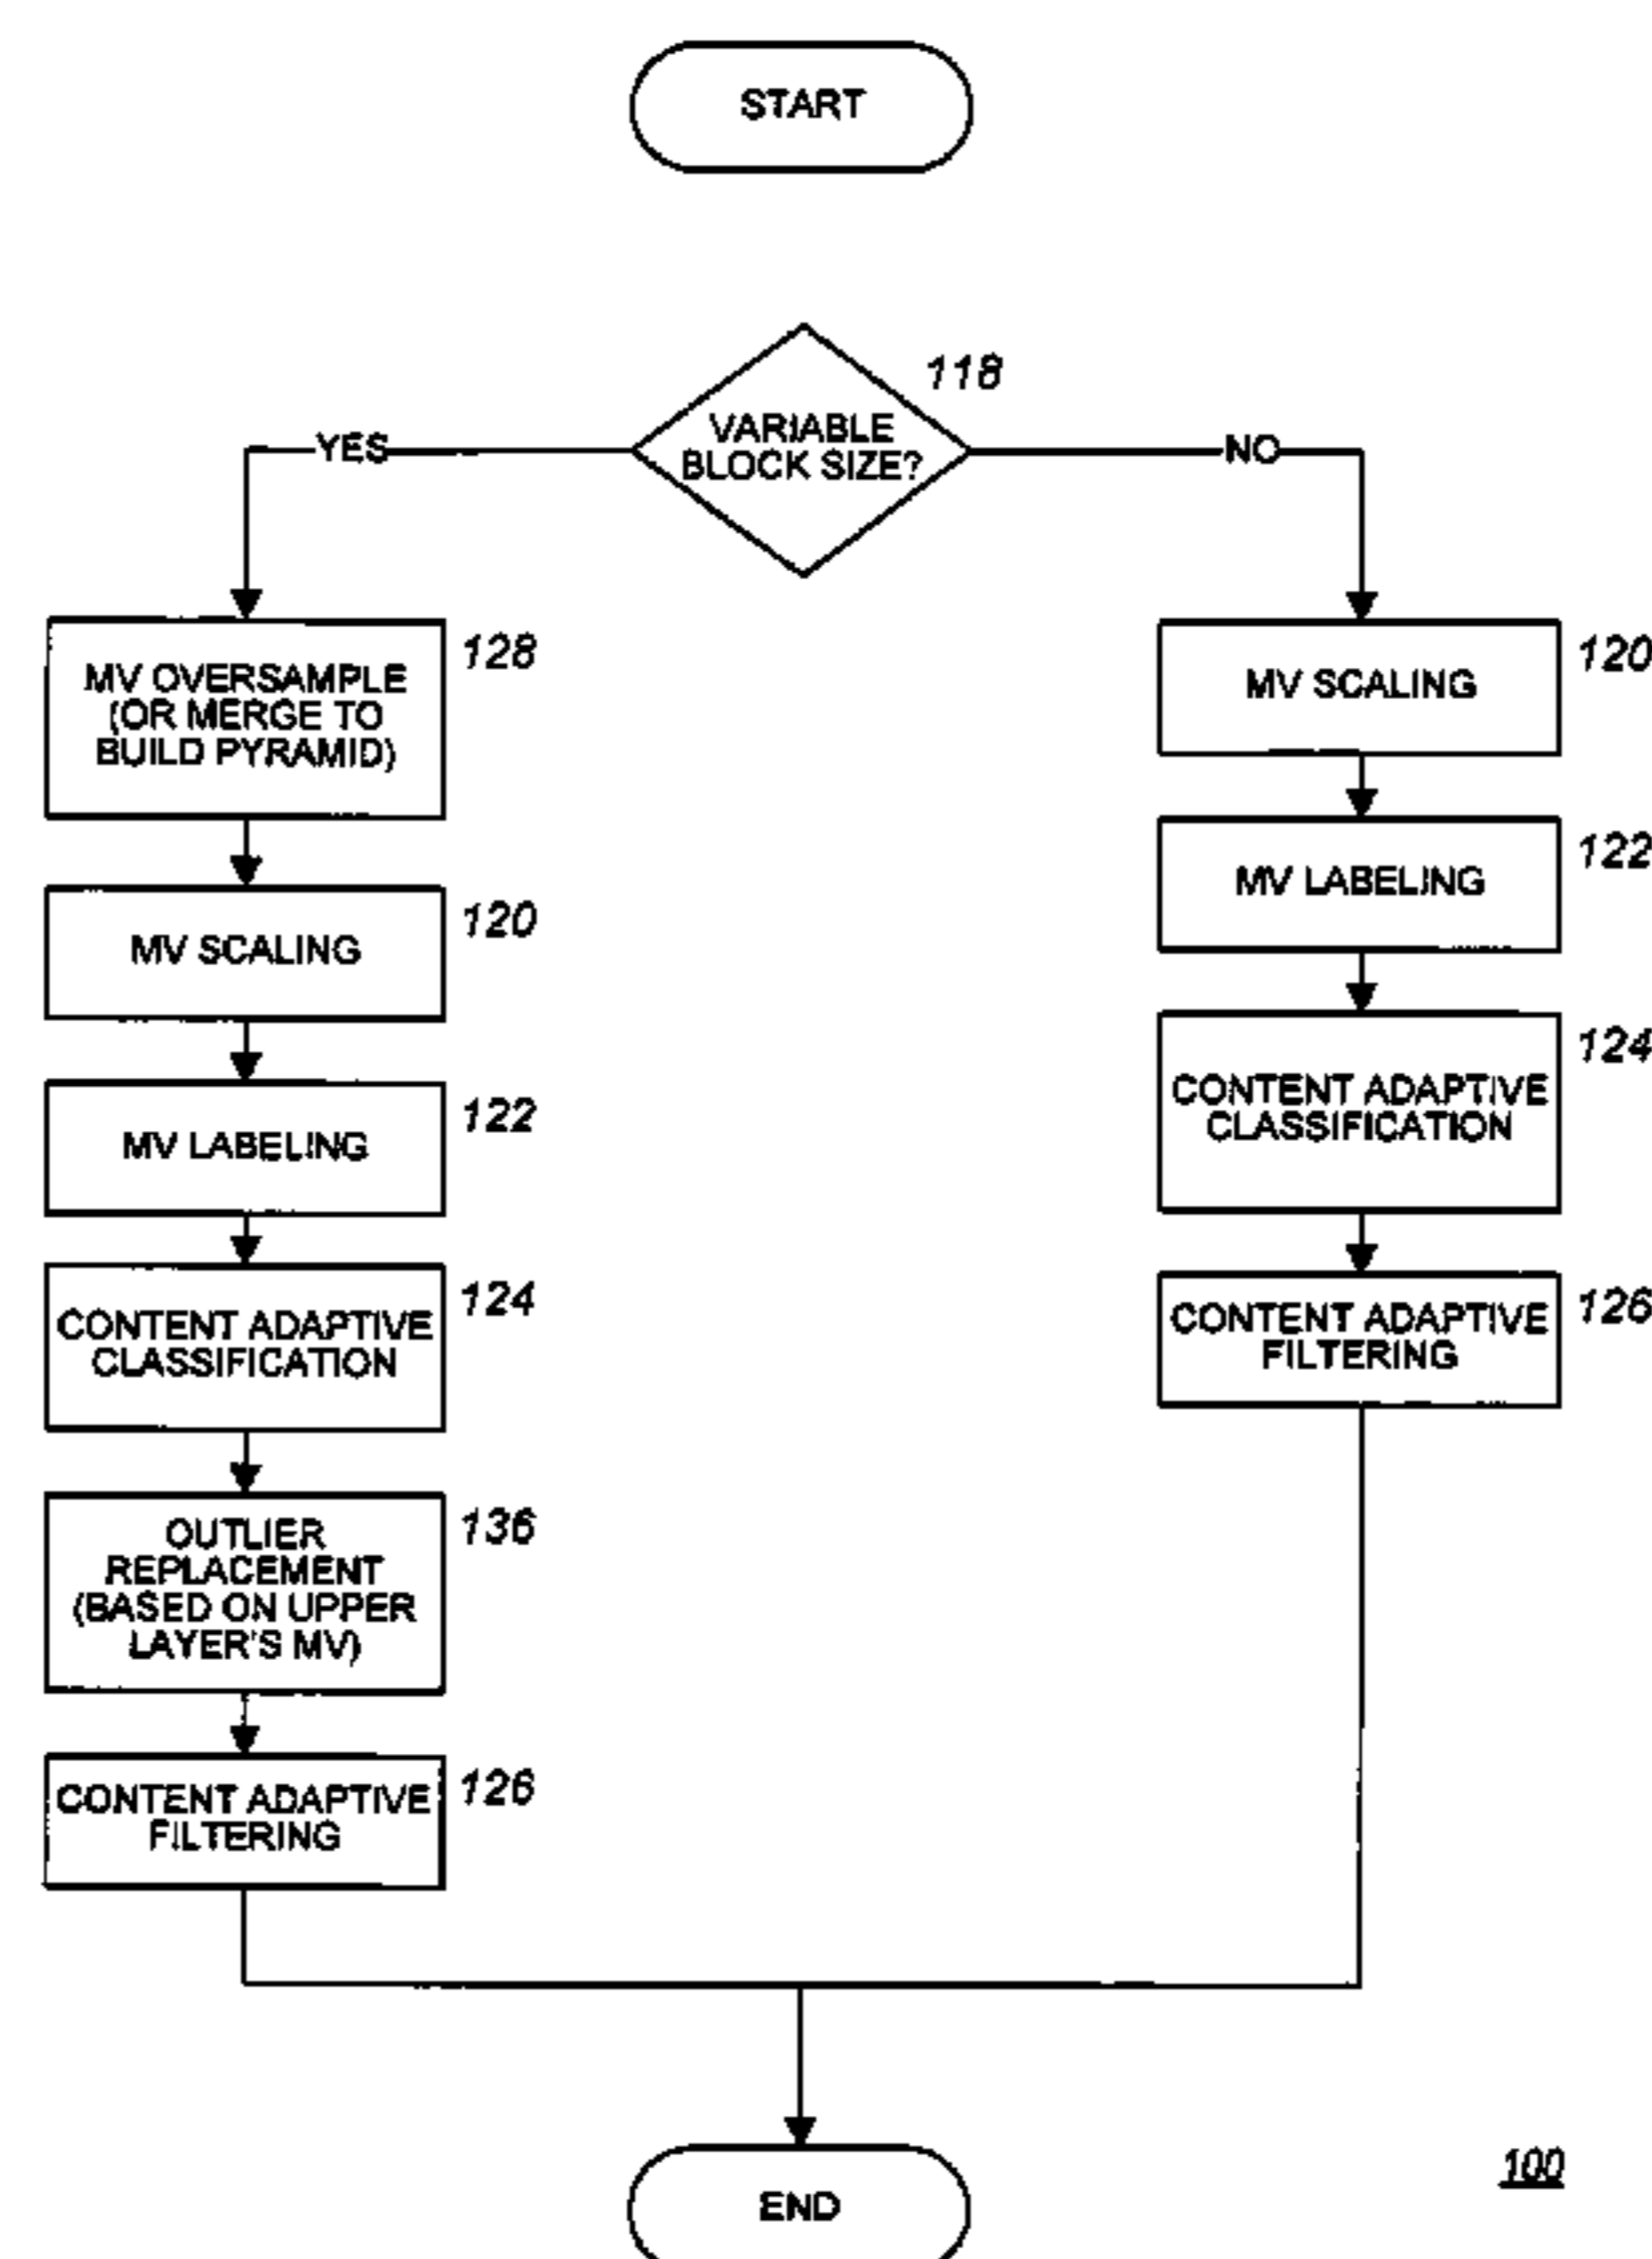 START
118
VARIABLE
BLOCK SIZE?
YES
NO
128
MV OVERSAMPLE
(OR MERGE TO
BUILD PYRAMID)
120
MV SCALING
122
MV LABELING
124
CONTENT ADAPTIVE
CLASSIFICATION
136
OUTLIER
REPLACEMENT
(BASED ON UPPER
LAYER'S MV)
126
CONTENT ADAPTIVE
FILTERING
120
MV SCALING
122
MV LABELING
124
CONTENT ADAPTIVE
CLASSIFICATION
126
CONTENT ADAPTIVE
FILTERING
END
100